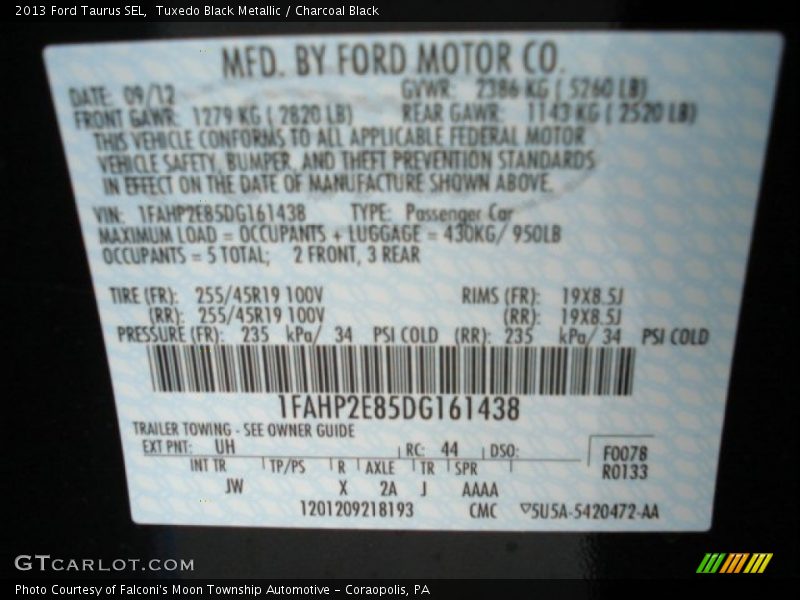 2013 Ford Taurus SEL, Tuxedo Black Metallic / Charcoal Black
MFD. BY FORD MOTOR CO.
DATE: 09/12 GVWR: 2386 KG ( 5260 LB)
FRONT GAWR: 1279 KG ( 2820 LB) REAR GAWR: 1143 KG ( 2520 LB)
THIS VEHICLE CONFORMS TO ALL APPLICABLE FEDERAL MOTOR
VEHICLE SAFETY, BUMPER, AND THEFT PREVENTION STANDARDS
IN EFFECT ON THE DATE OF MANUFACTURE SHOWN ABOVE.
VIN: 1FAHP2E85DG161438 TYPE: Passenger Car
MAXIMUM LOAD = OCCUPANTS + LUGGAGE = 430KG/ 950LB
OCCUPANTS = 5 TOTAL; 2 FRONT, 3 REAR
TIRE (FR): 255/45R19 100V RIMS (FR): 19X8.5J
(RR): 255/45R19 100V (RR): 19X8.5J
PRESSURE (FR): 235 kPa/ 34 PSI COLD (RR): 235 kPa/ 34 PSI COLD
1FAHP2E85DG161438
TRAILER TOWING - SEE OWNER GUIDE
EXT PNT: UH RC: 44 DSO: F0078
INT TR TP/PS R AXLE TR SPR R0133
JW X 2A J AAAA
1201209218193 CMC ▽5U5A-5420472-AA
GTCARLOT.COM
Photo Courtesy of Falconi's Moon Township Automotive - Coraopolis, PA